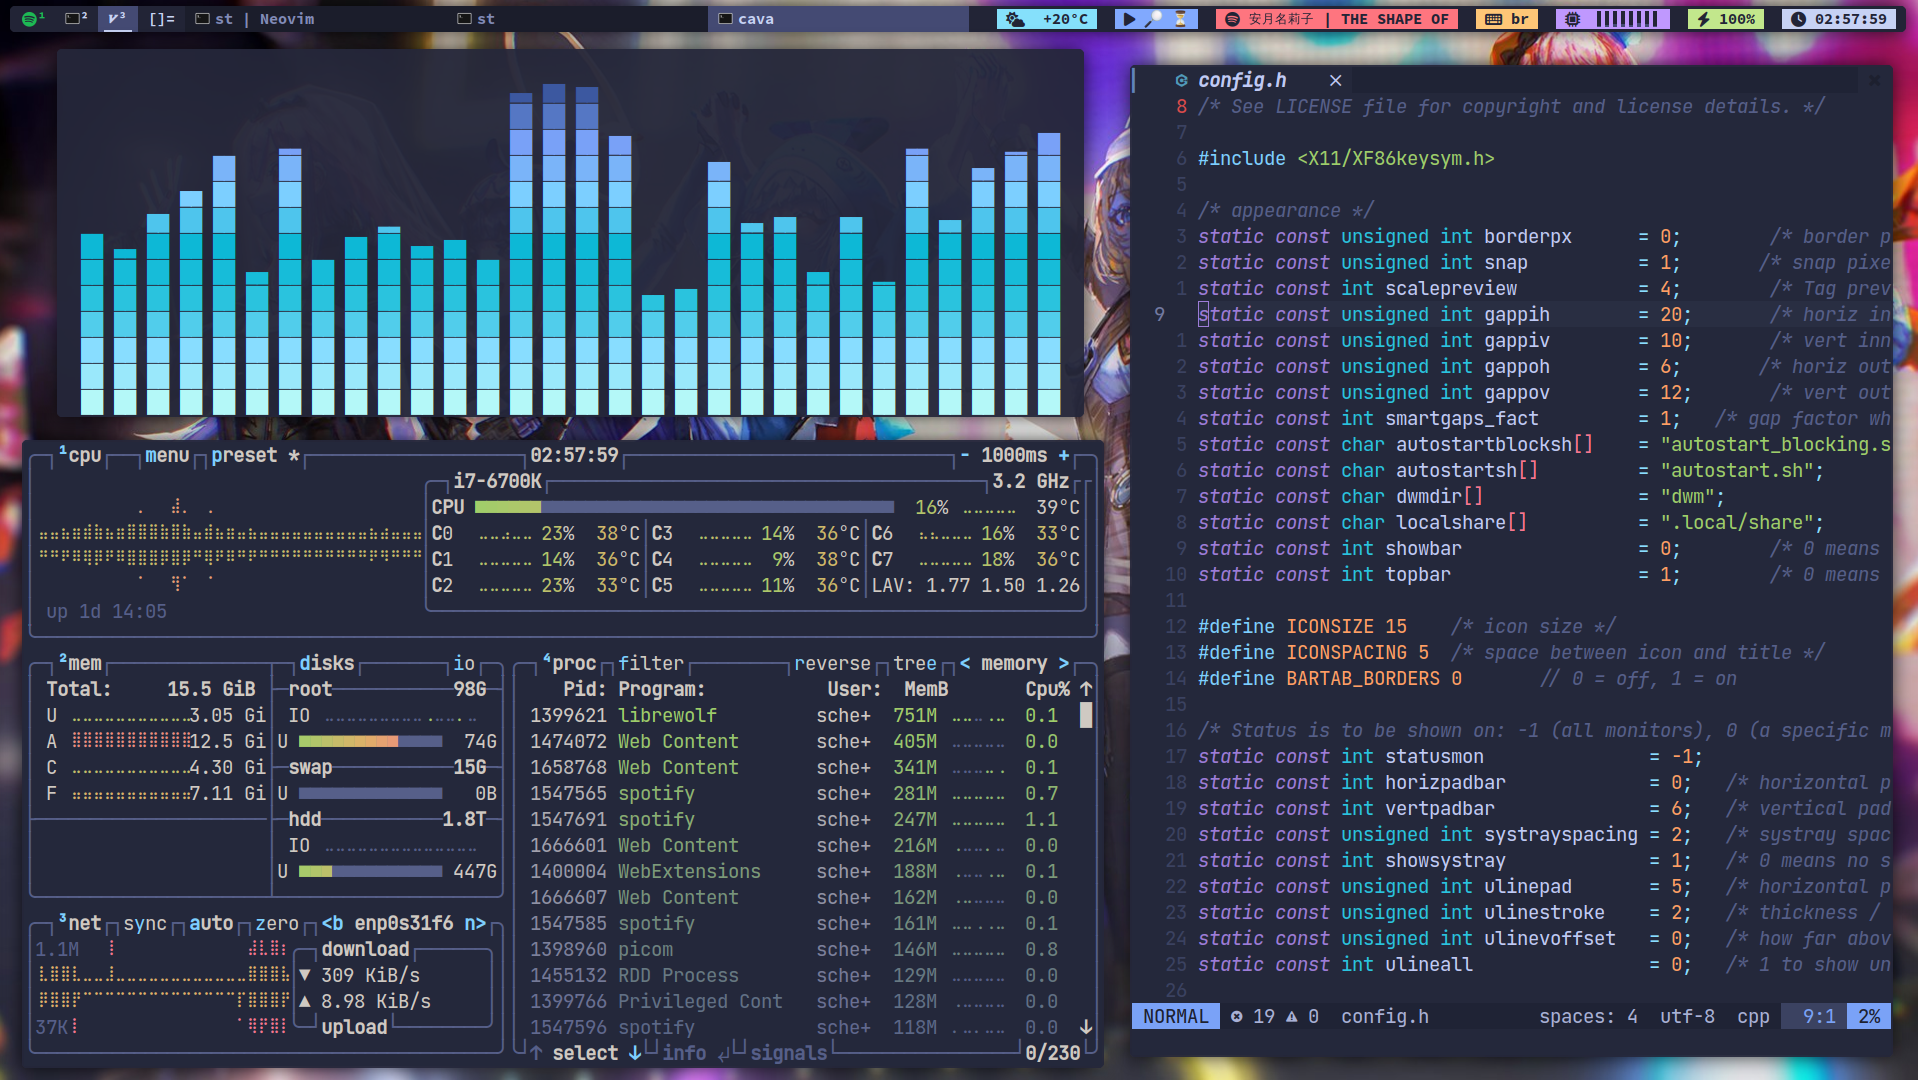 1 2 3 []= st | Neovim st cava +20°C 安月名莉子 | THE SHAPE OF br 100% 02:57:59
config.h ×
8 /* See LICENSE file for copyright and license details. */
7
6 #include <X11/XF86keysym.h>
5
4 /* appearance */
3 static const unsigned int borderpx = 0; /* border p
2 static const unsigned int snap = 1; /* snap pixe
1 static const int scalepreview = 4; /* Tag prev
9 static const unsigned int gappih = 20; /* horiz in
1 static const unsigned int gappiv = 10; /* vert inn
2 static const unsigned int gappoh = 6; /* horiz out
3 static const unsigned int gappov = 12; /* vert out
4 static const int smartgaps_fact = 1; /* gap factor wh
5 static const char autostartblocksh[] = "autostart_blocking.s
6 static const char autostartsh[] = "autostart.sh";
7 static const char dwmdir[] = "dwm";
8 static const char localshare[] = ".local/share";
9 static const int showbar = 0; /* 0 means
10 static const int topbar = 1; /* 0 means
11
12 #define ICONSIZE 15 /* icon size */
13 #define ICONSPACING 5 /* space between icon and title */
14 #define BARTAB_BORDERS 0 // 0 = off, 1 = on
15
16 /* Status is to be shown on: -1 (all monitors), 0 (a specific m
17 static const int statusmon = -1;
18 static const int horizpadbar = 0; /* horizontal p
19 static const int vertpadbar = 6; /* vertical pad
20 static const unsigned int systrayspacing = 2; /* systray spac
21 static const int showsystray = 1; /* 0 means no s
22 static const unsigned int ulinepad = 5; /* horizontal p
23 static const unsigned int ulinestroke = 2; /* thickness /
24 static const unsigned int ulinevoffset = 0; /* how far abov
25 static const int ulineall = 0; /* 1 to show un
26
NORMAL 19 0 config.h spaces: 4 utf-8 cpp 9:1 2%
1cpu menu preset * 02:57:59 - 1000ms +
i7-6700K 3.2 GHz
CPU 16% 39°C
C0 23% 38°C C3 14% 36°C C6 16% 33°C
C1 14% 36°C C4 9% 38°C C7 18% 36°C
C2 23% 33°C C5 11% 36°C LAV: 1.77 1.50 1.26
up 1d 14:05
2mem disks io
Total: 15.5 GiB root 98G
U 3.05 Gi IO
A 12.5 Gi U 74G
C 4.30 Gi swap 15G
F 7.11 Gi U 0B
hdd 1.8T
IO
U 447G
3net sync auto zero <b enp0s31f6 n>
1.1M download
▼ 309 KiB/s
▲ 8.98 KiB/s
37K upload
4proc filter reverse tree < memory >
Pid: Program: User: MemB Cpu% ↑
1399621 librewolf sche+ 751M 0.1
1474072 Web Content sche+ 405M 0.0
1658768 Web Content sche+ 341M 0.1
1547565 spotify sche+ 281M 0.7
1547691 spotify sche+ 247M 1.1
1666601 Web Content sche+ 216M 0.0
1400004 WebExtensions sche+ 188M 0.1
1666607 Web Content sche+ 162M 0.0
1547585 spotify sche+ 161M 0.1
1398960 picom sche+ 146M 0.8
1455132 RDD Process sche+ 129M 0.0
1399766 Privileged Cont sche+ 128M 0.0
1547596 spotify sche+ 118M 0.0 ↓
↑ select ↓ info ↲ signals 0/230